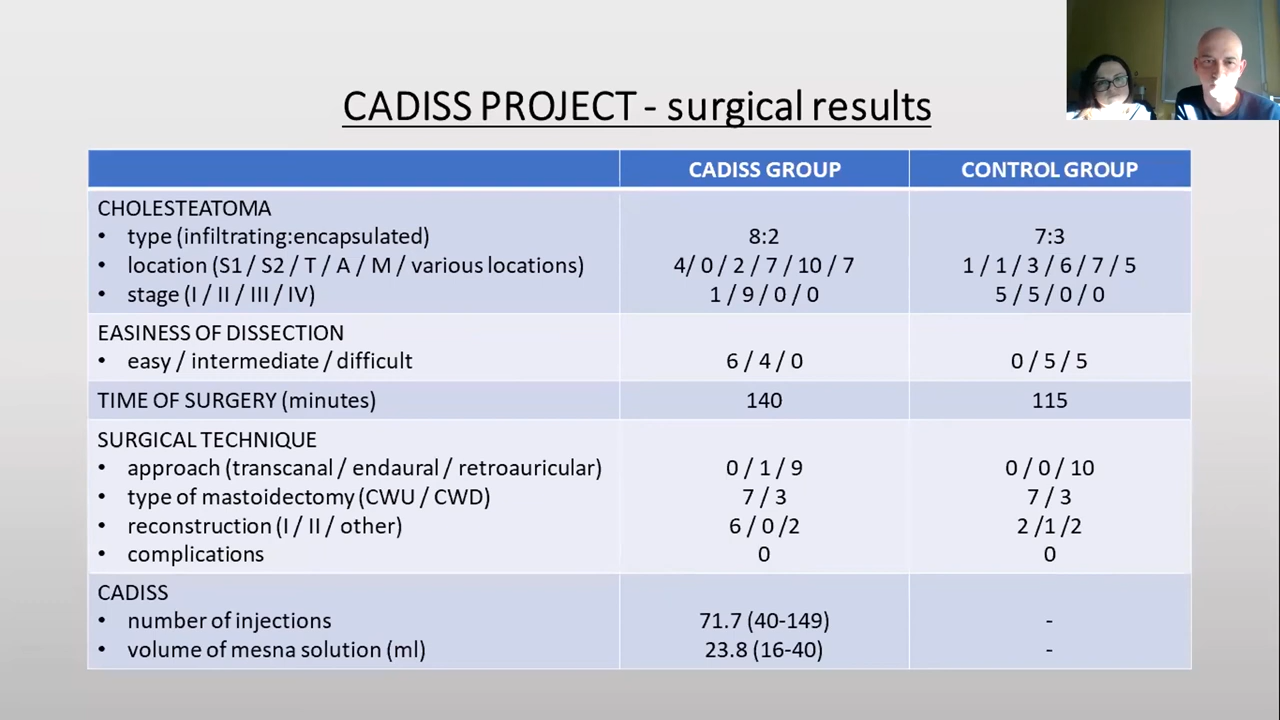 CADISS PROJECT - surgical results
CADISS GROUP CONTROL GROUP
CHOLESTEATOMA
• type (infiltrating:encapsulated) 8:2 7:3
• location (S1 / S2 / T / A / M / various locations) 4/ 0 / 2 / 7 / 10 / 7 1 / 1 / 3 / 6 / 7 / 5
• stage (I / II / III / IV) 1 / 9 / 0 / 0 5 / 5 / 0 / 0
EASINESS OF DISSECTION
• easy / intermediate / difficult 6 / 4 / 0 0 / 5 / 5
TIME OF SURGERY (minutes) 140 115
SURGICAL TECHNIQUE
• approach (transcanal / endaural / retroauricular) 0 / 1 / 9 0 / 0 / 10
• type of mastoidectomy (CWU / CWD) 7 / 3 7 / 3
• reconstruction (I / II / other) 6 / 0 /2 2 /1 /2
• complications 0 0
CADISS
• number of injections 71.7 (40-149) -
• volume of mesna solution (ml) 23.8 (16-40) -